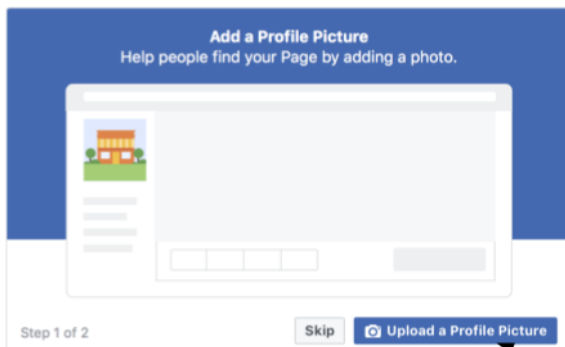 Add a Profile Picture
Help people find your Page by adding a photo.
Step 1 of 2
Skip
Upload a Profile Picture